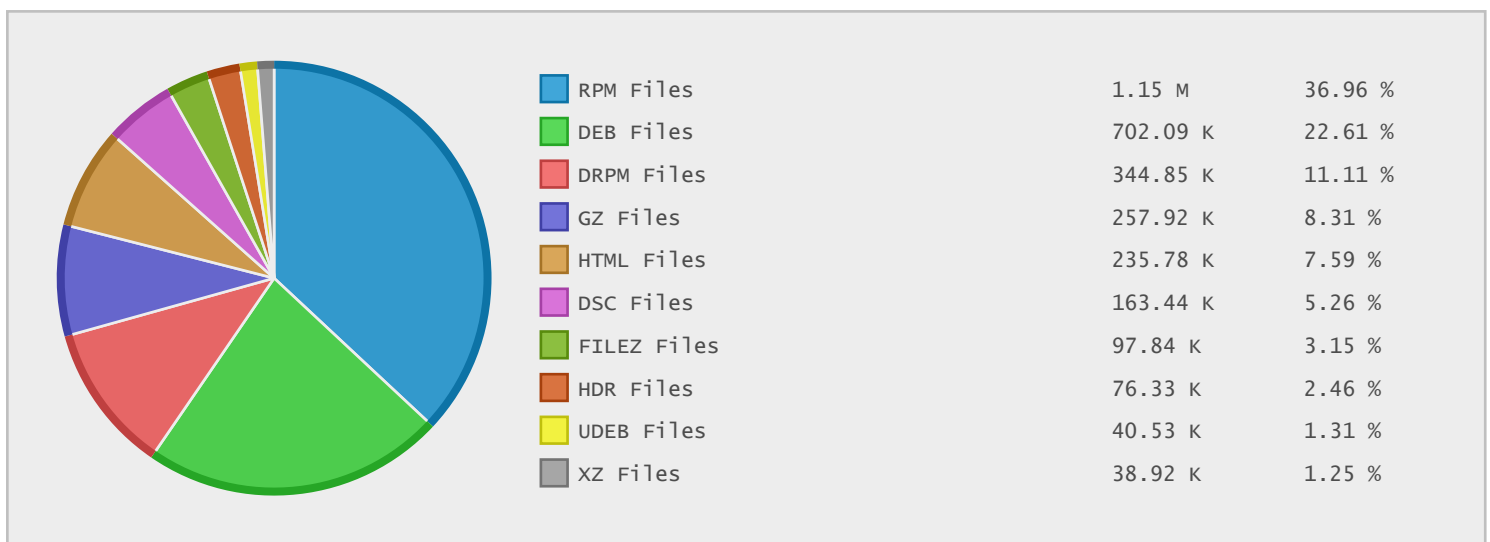 RPM Files 1.15 M 36.96 %
DEB Files 702.09 K 22.61 %
DRPM Files 344.85 K 11.11 %
GZ Files 257.92 K 8.31 %
HTML Files 235.78 K 7.59 %
DSC Files 163.44 K 5.26 %
FILEZ Files 97.84 K 3.15 %
HDR Files 76.33 K 2.46 %
UDEB Files 40.53 K 1.31 %
XZ Files 38.92 K 1.25 %